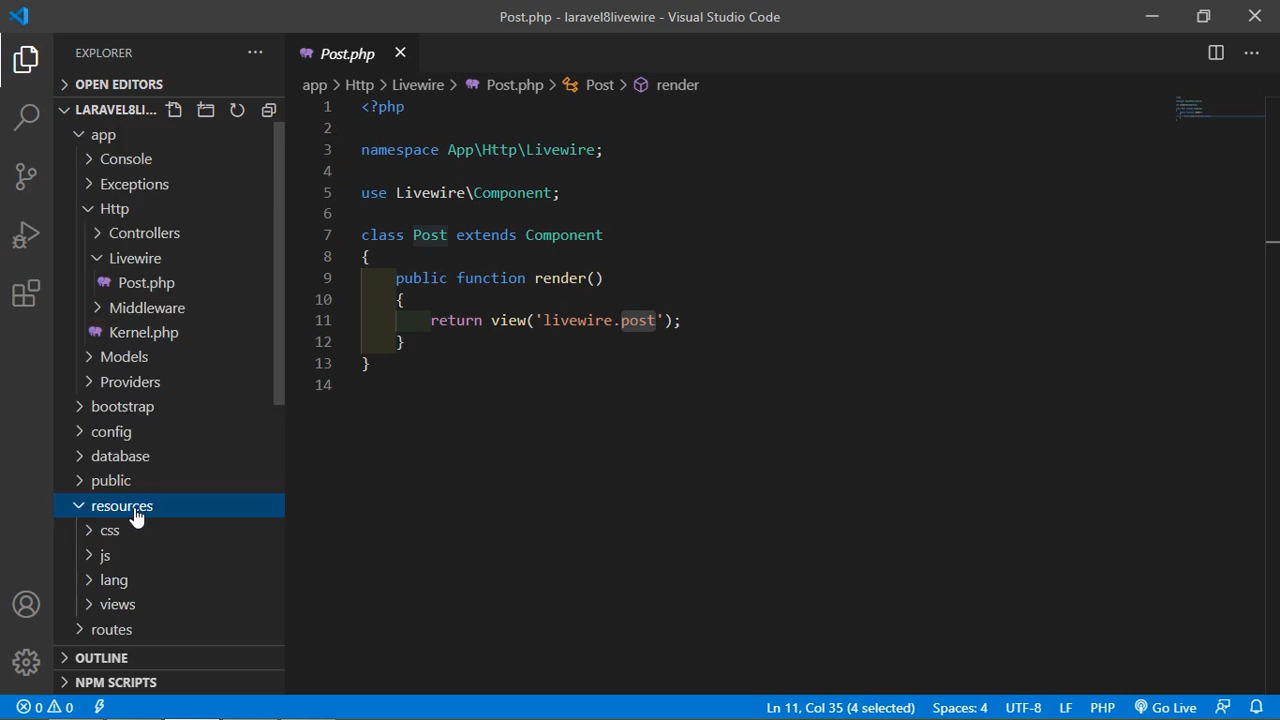 Post.php - laravel8livewire - Visual Studio Code
EXPLORER
OPEN EDITORS
LARAVEL8LI...
app
Console
Exceptions
Http
Controllers
Livewire
Post.php
Middleware
Kernel.php
Models
Providers
bootstrap
config
database
public
resources
css
js
lang
views
routes
OUTLINE
NPM SCRIPTS
Post.php
app > Http > Livewire > Post.php > Post > render
1 <?php
2
3 namespace App\Http\Livewire;
4
5 use Livewire\Component;
6
7 class Post extends Component
8 {
9 public function render()
10 {
11 return view('livewire.post');
12 }
13 }
14
0 0 Ln 11, Col 35 (4 selected) Spaces: 4 UTF-8 LF PHP Go Live